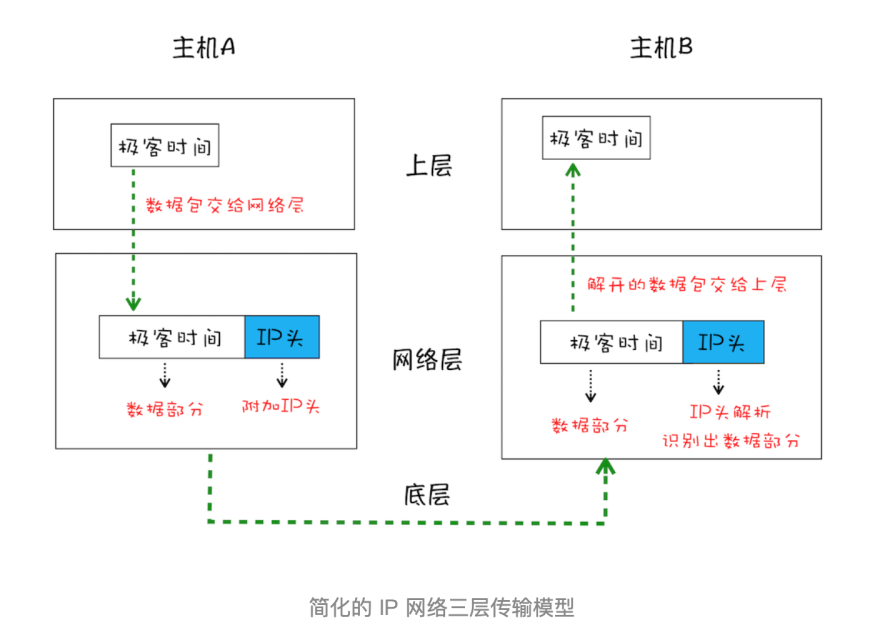 主机A
主机B
极客时间
极客时间
上层
数据包交给网络层
解开的数据包交给上层
极客时间
IP头
极客时间
IP头
网络层
数据部分
附加IP头
数据部分
IP头解析
识别出数据部分
底层
简化的 IP 网络三层传输模型